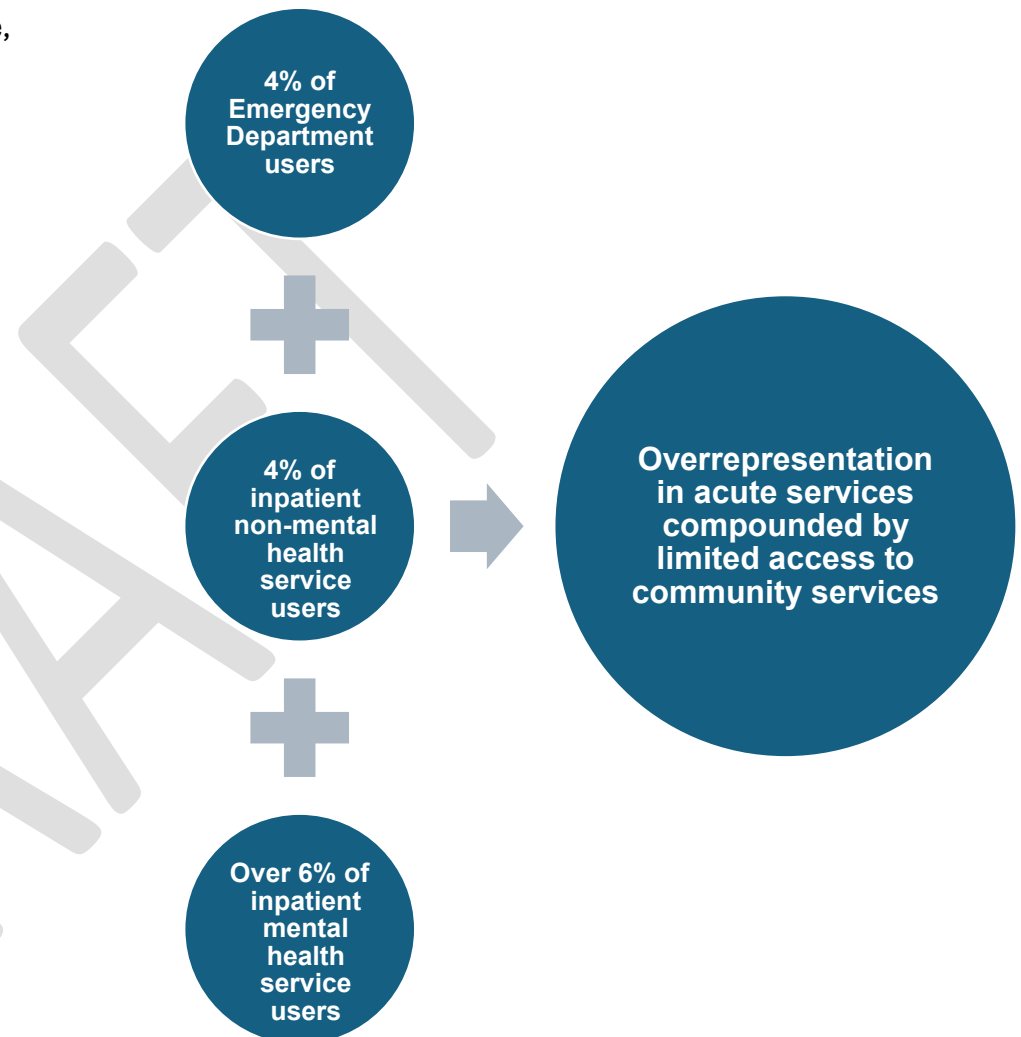 4% of
Emergency
Department
users
4% of
inpatient
non-mental
health
service
users
Over 6% of
inpatient
mental
health
service
users
Overrepresentation
in acute services
compounded by
limited access to
community services